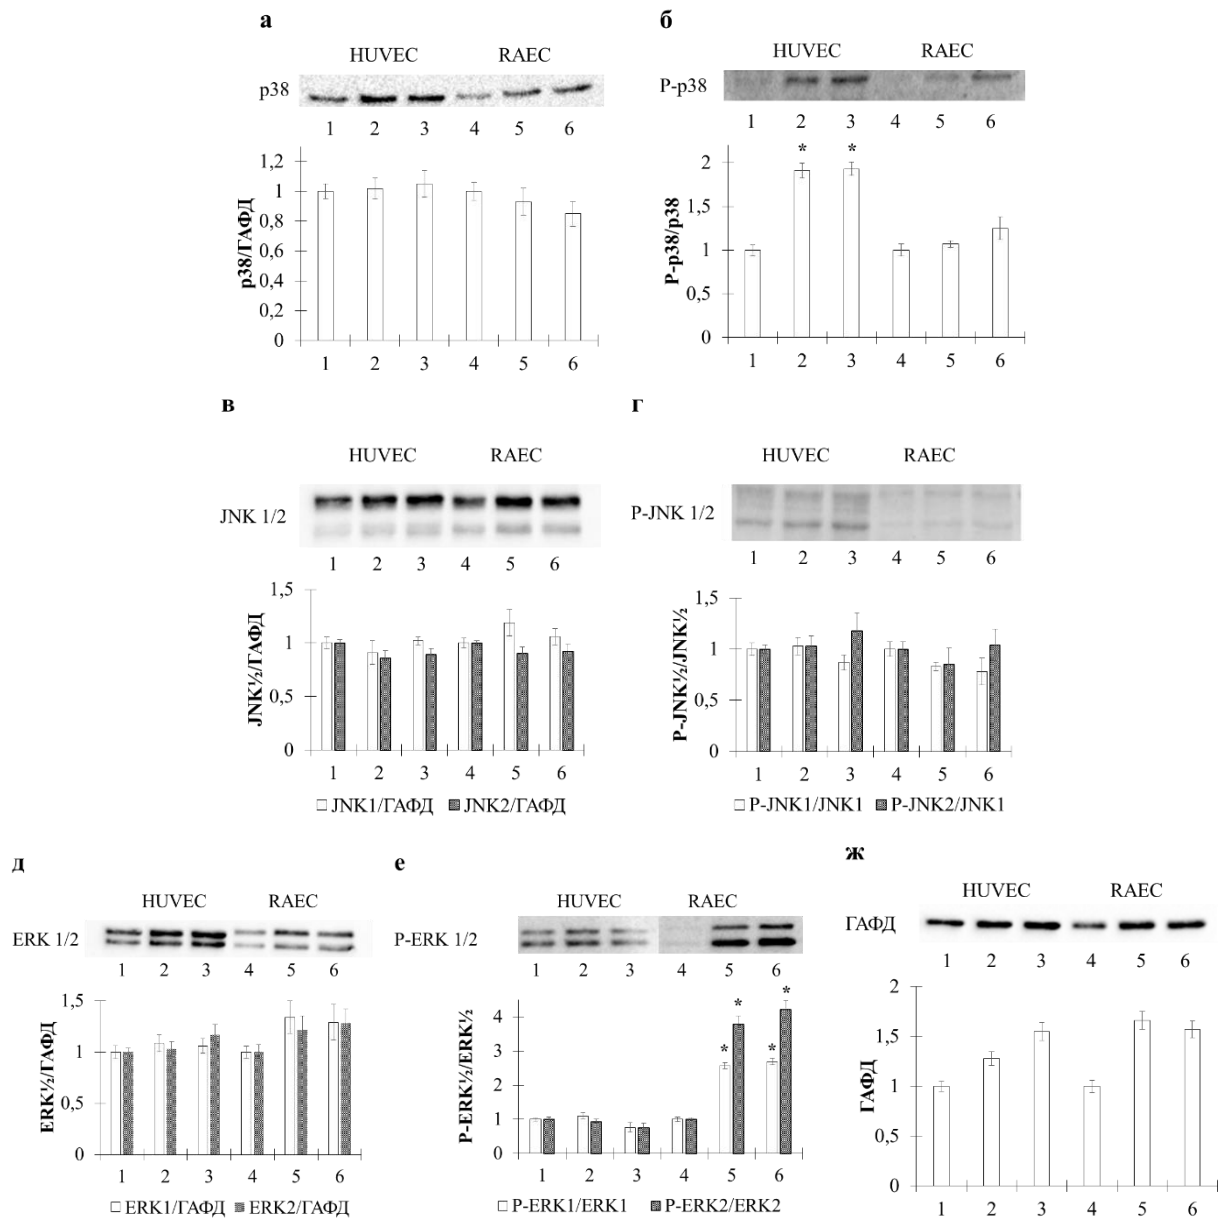 а
HUVEC RAEC
p38
1 2 3 4 5 6
p38/ГАФД
1,2
1
0,8
0,6
0,4
0,2
0
1 2 3 4 5 6
б
HUVEC RAEC
P-p38
1 2 3 4 5 6
* *
P-p38/p38
2
1,5
1
0,5
0
1 2 3 4 5 6
в
HUVEC RAEC
JNK 1/2
1 2 3 4 5 6
JNK½/ГАФД
1,5
1
0,5
0
1 2 3 4 5 6
JNK1/ГАФД JNK2/ГАФД
г
HUVEC RAEC
P-JNK 1/2
1 2 3 4 5 6
P-JNK½/JNK½
1,5
1
0,5
0
1 2 3 4 5 6
P-JNK1/JNK1 P-JNK2/JNK1
д
HUVEC RAEC
ERK 1/2
1 2 3 4 5 6
ERK½/ГАФД
1,5
1
0,5
0
1 2 3 4 5 6
ERK1/ГАФД ERK2/ГАФД
е
HUVEC RAEC
P-ERK 1/2
1 2 3 4 5 6
* * * *
P-ERK½/ERK½
4
3
2
1
0
1 2 3 4 5 6
P-ERK1/ERK1 P-ERK2/ERK2
ж
HUVEC RAEC
ГАФД
1 2 3 4 5 6
ГАФД
2
1,5
1
0,5
0
1 2 3 4 5 6